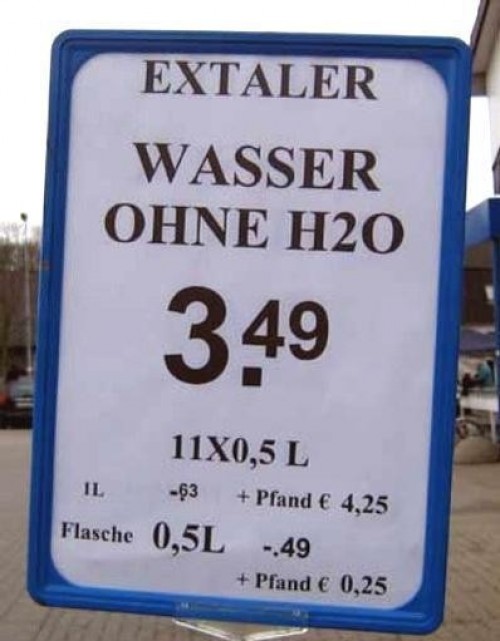 EXTALER
WASSER
OHNE H2O
3.49
11X0,5 L
1L -63 + Pfand € 4,25
Flasche 0,5L -.49
+ Pfand € 0,25